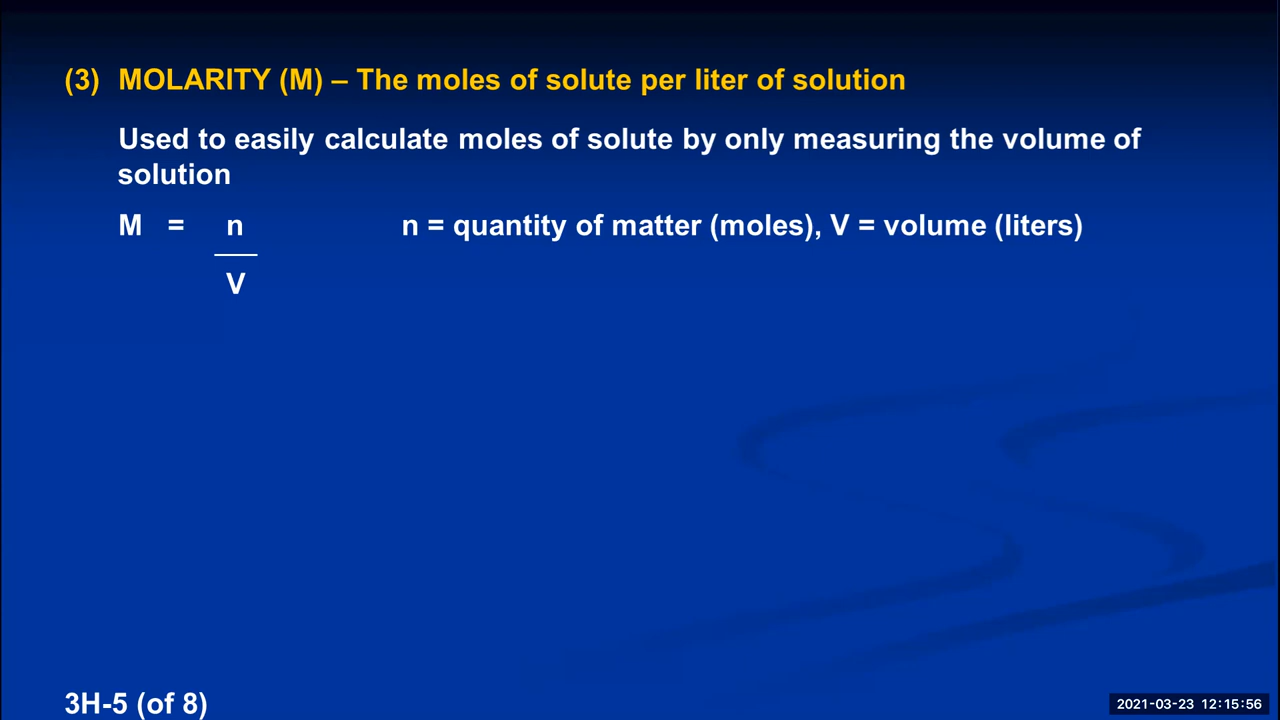 (3) MOLARITY (M) – The moles of solute per liter of solution
Used to easily calculate moles of solute by only measuring the volume of
solution
M = n
n = quantity of matter (moles), V = volume (liters)
V
3H-5 (of 8)
2021-03-23 12:15:56